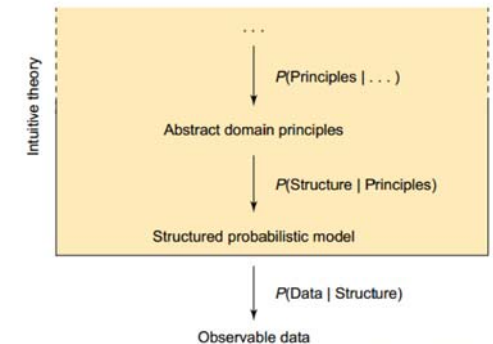 Intuitive theory
. . .
P(Principles | . . .)
Abstract domain principles
P(Structure | Principles)
Structured probabilistic model
P(Data | Structure)
Observable data